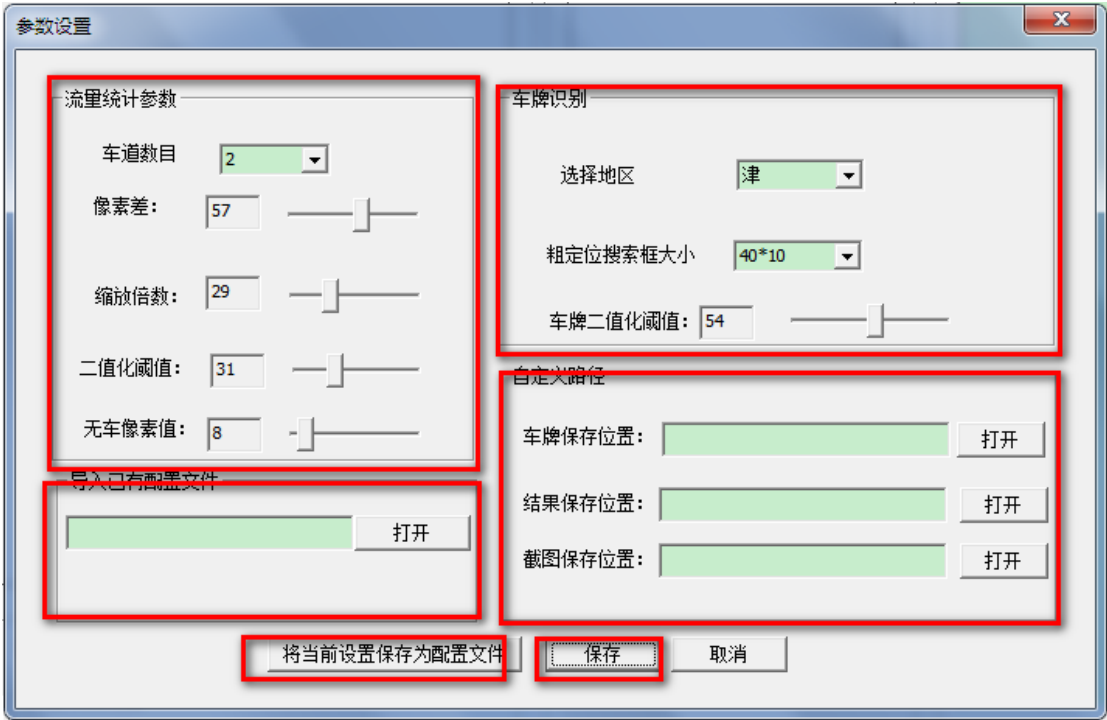 参数设置
流量统计参数
车道数目 2
像素差： 57
缩放倍数： 29
二值化阈值： 31
无车像素值： 8
导入已有配置文件
打开
车牌识别
选择地区 津
粗定位搜索框大小 40*10
车牌二值化阈值： 54
自定义路径
车牌保存位置： 打开
结果保存位置： 打开
截图保存位置： 打开
将当前设置保存为配置文件 保存 取消